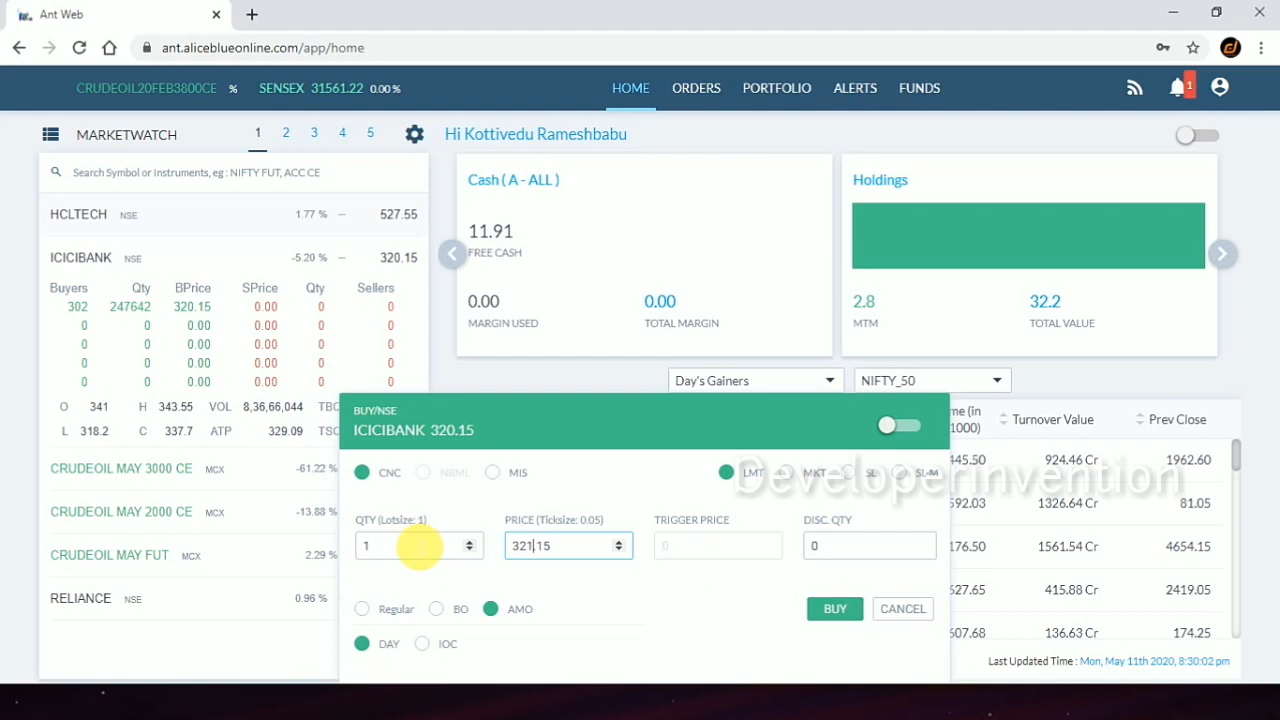 Ant Web
ant.aliceblueonline.com/app/home
CRUDEOIL20FEB3800CE % SENSEX 31561.22 0.00 % HOME ORDERS PORTFOLIO ALERTS FUNDS 1
MARKETWATCH 1 2 3 4 5 Hi Kottivedu Rameshbabu
Search Symbol or Instruments, eg : NIFTY FUT, ACC CE
HCLTECH NSE 1.77 % 527.55
ICICIBANK NSE -5.20 % 320.15
Buyers Qty BPrice SPrice Qty Sellers
302 247642 320.15 0.00 0 0
0 0 0.00 0.00 0 0
0 0 0.00 0.00 0 0
0 0 0.00 0.00 0 0
0 0 0.00 0.00 0 0
O 341 H 343.55 VOL 8,36,66,044
L 318.2 C 337.7 ATP 329.09
CRUDEOIL MAY 3000 CE MCX -61.22 %
CRUDEOIL MAY 2000 CE MCX -13.88 %
CRUDEOIL MAY FUT MCX 2.29 %
RELIANCE NSE 0.96 %
Cash ( A - ALL )
11.91
FREE CASH
0.00 0.00
MARGIN USED TOTAL MARGIN
Holdings
2.8 32.2
MTM TOTAL VALUE
Day's Gainers NIFTY_50
BUY/NSE
ICICIBANK 320.15
CNC NRML MIS LMT MKT SL SL-M
Developerinvention
QTY (Lotsize: 1) PRICE (Ticksize: 0.05) TRIGGER PRICE DISC. QTY
1 321.15 0 0
Regular BO AMO BUY CANCEL
DAY IOC
(in Turnover Value Prev Close
924.46 Cr 1962.60
1326.64 Cr 81.05
1561.54 Cr 4654.15
415.88 Cr 2419.05
136.63 Cr 174.25
Last Updated Time : Mon, May 11th 2020, 8:30:02 pm